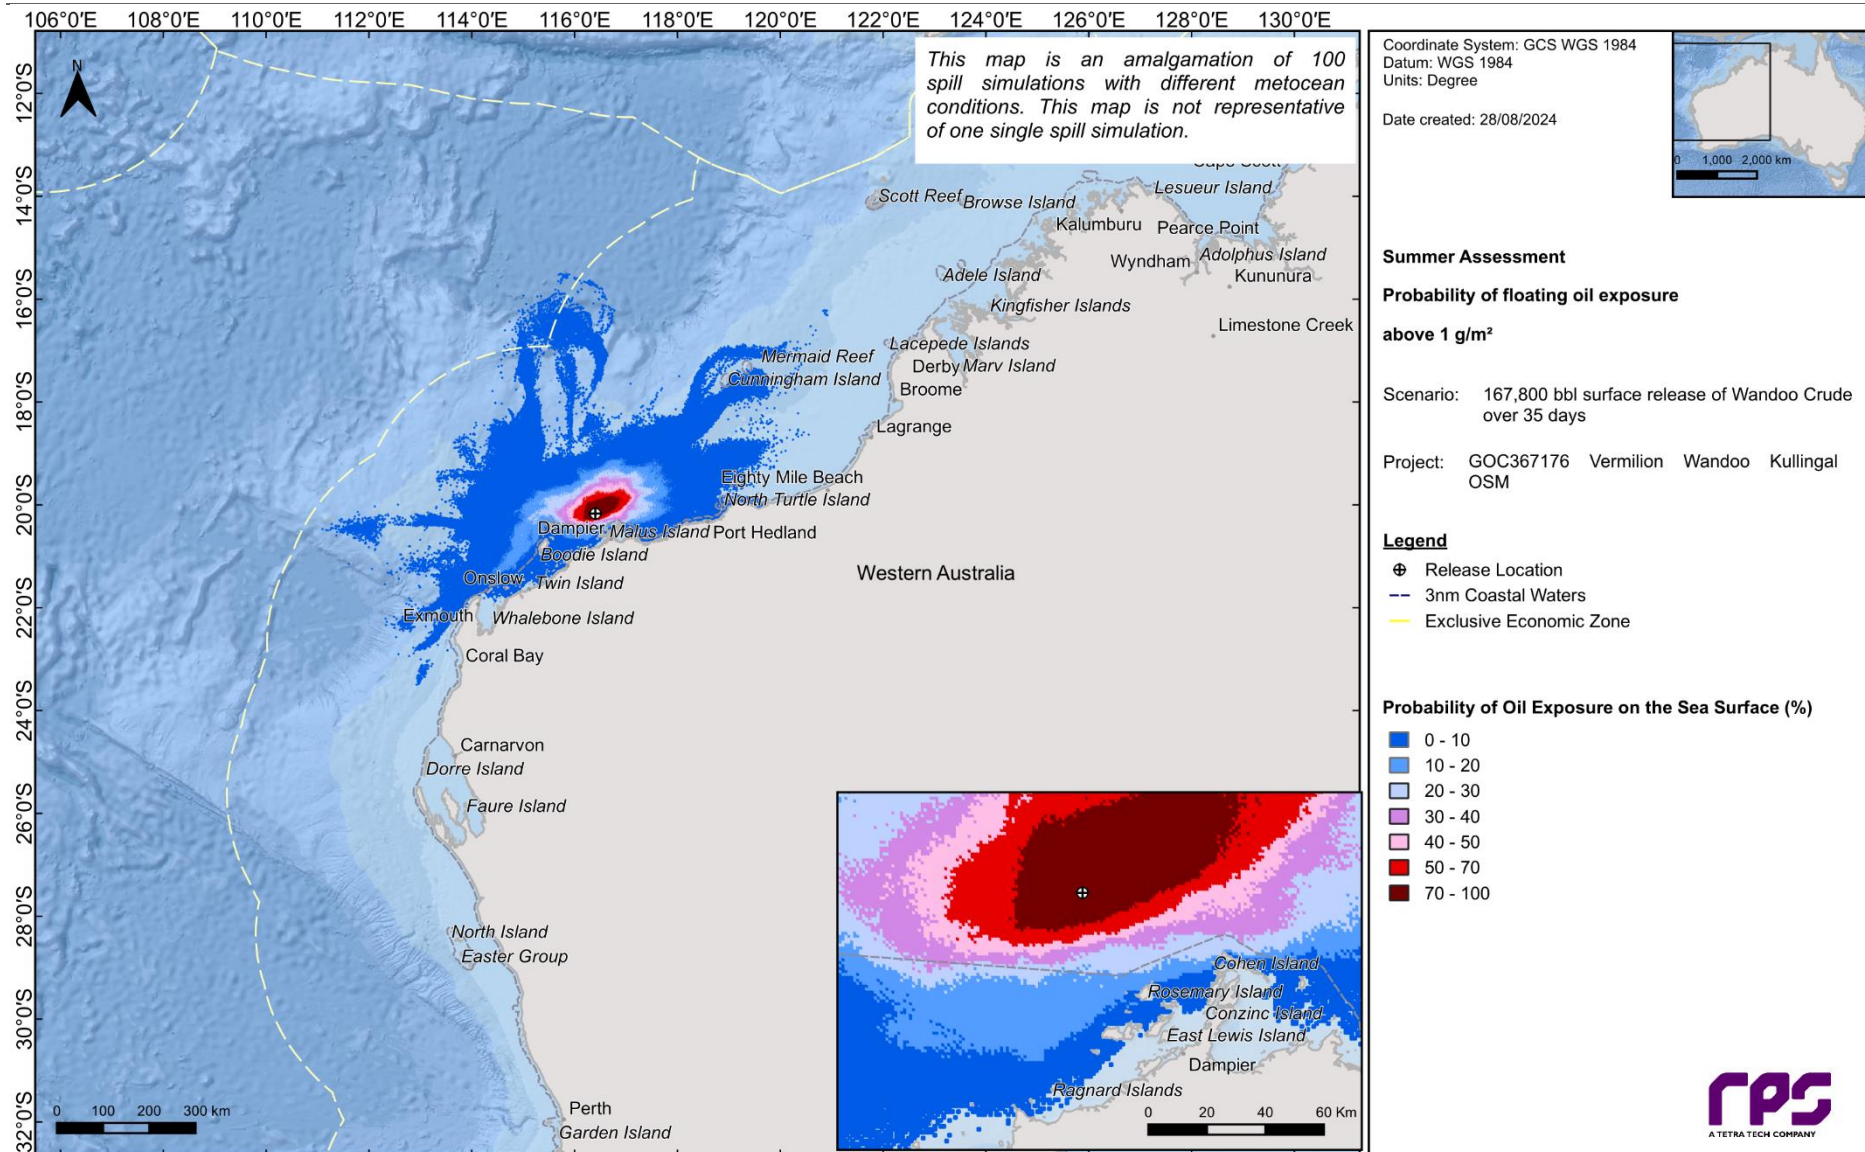 106°0'E 108°0'E 110°0'E 112°0'E 114°0'E 116°0'E 118°0'E 120°0'E 122°0'E 124°0'E 126°0'E 128°0'E 130°0'E
12°0'S
14°0'S
16°0'S
18°0'S
20°0'S
22°0'S
24°0'S
26°0'S
28°0'S
30°0'S
32°0'S
N
This map is an amalgamation of 100
spill simulations with different metocean
conditions. This map is not representative
of one single spill simulation.
Lesueur Island
Scott Reef
Browse Island
Kalumburu
Pearce Point
Adolphus Island
Wyndham
Kununura
Adele Island
Kingfisher Islands
Limestone Creek
Lacepede Islands
Mermaid Reef
Derby
Marv Island
Cunningham Island
Broome
Lagrange
Eighty Mile Beach
North Turtle Island
Dampier
Malus Island
Port Hedland
Boodie Island
Western Australia
Onslow
Twin Island
Exmouth
Whalebone Island
Coral Bay
Carnarvon
Dorre Island
Faure Island
North Island
Easter Group
Perth
Garden Island
0 100 200 300 km
Cohen Island
Rosemary Island
Conzinc Island
East Lewis Island
Dampier
Ragnard Islands
0 20 40 60 Km
Coordinate System: GCS WGS 1984
Datum: WGS 1984
Units: Degree
Date created: 28/08/2024
0 1,000 2,000 km
Summer Assessment
Probability of floating oil exposure
above 1 g/m²
Scenario: 167,800 bbl surface release of Wandoo Crude
over 35 days
Project: GOC367176 Vermilion Wandoo Kullingal
OSM
Legend
Release Location
3nm Coastal Waters
Exclusive Economic Zone
Probability of Oil Exposure on the Sea Surface (%)
0 - 10
10 - 20
20 - 30
30 - 40
40 - 50
50 - 70
70 - 100
rps
A TETRA TECH COMPANY